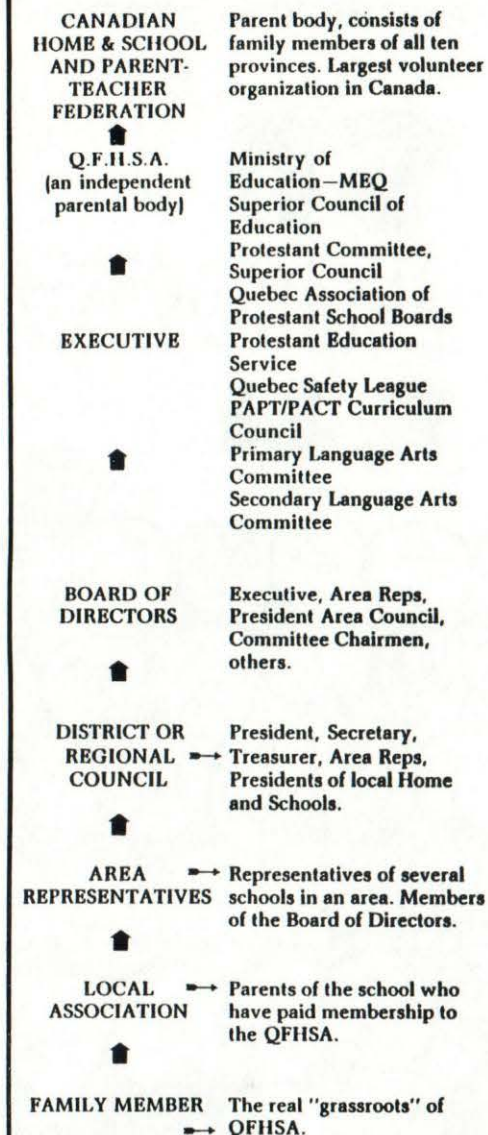 CANADIAN
HOME & SCHOOL
AND PARENT-
TEACHER
FEDERATION
Parent body, consists of
family members of all ten
provinces. Largest volunteer
organization in Canada.
Q.F.H.S.A.
(an independent
parental body)
Ministry of
Education—MEQ
Superior Council of
Education
Protestant Committee,
Superior Council
Quebec Association of
Protestant School Boards
EXECUTIVE
Protestant Education
Service
Quebec Safety League
PAPT/PACT Curriculum
Council
Primary Language Arts
Committee
Secondary Language Arts
Committee
BOARD OF
DIRECTORS
Executive, Area Reps,
President Area Council,
Committee Chairmen,
others.
DISTRICT OR
REGIONAL
COUNCIL
President, Secretary,
Treasurer, Area Reps,
Presidents of local Home
and Schools.
AREA
REPRESENTATIVES
Representatives of several
schools in an area. Members
of the Board of Directors.
LOCAL
ASSOCIATION
Parents of the school who
have paid membership to
the QFHSA.
FAMILY MEMBER
The real "grassroots" of
QFHSA.